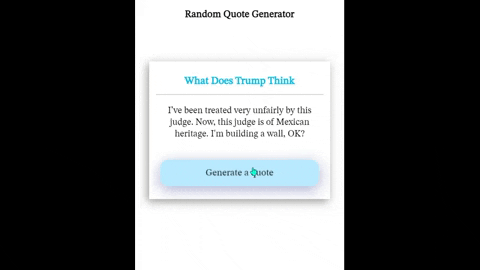 Random Quote Generator
What Does Trump Think
I've been treated very unfairly by this
judge. Now, this judge is of Mexican
heritage. I'm building a wall, OK?
Generate a quote